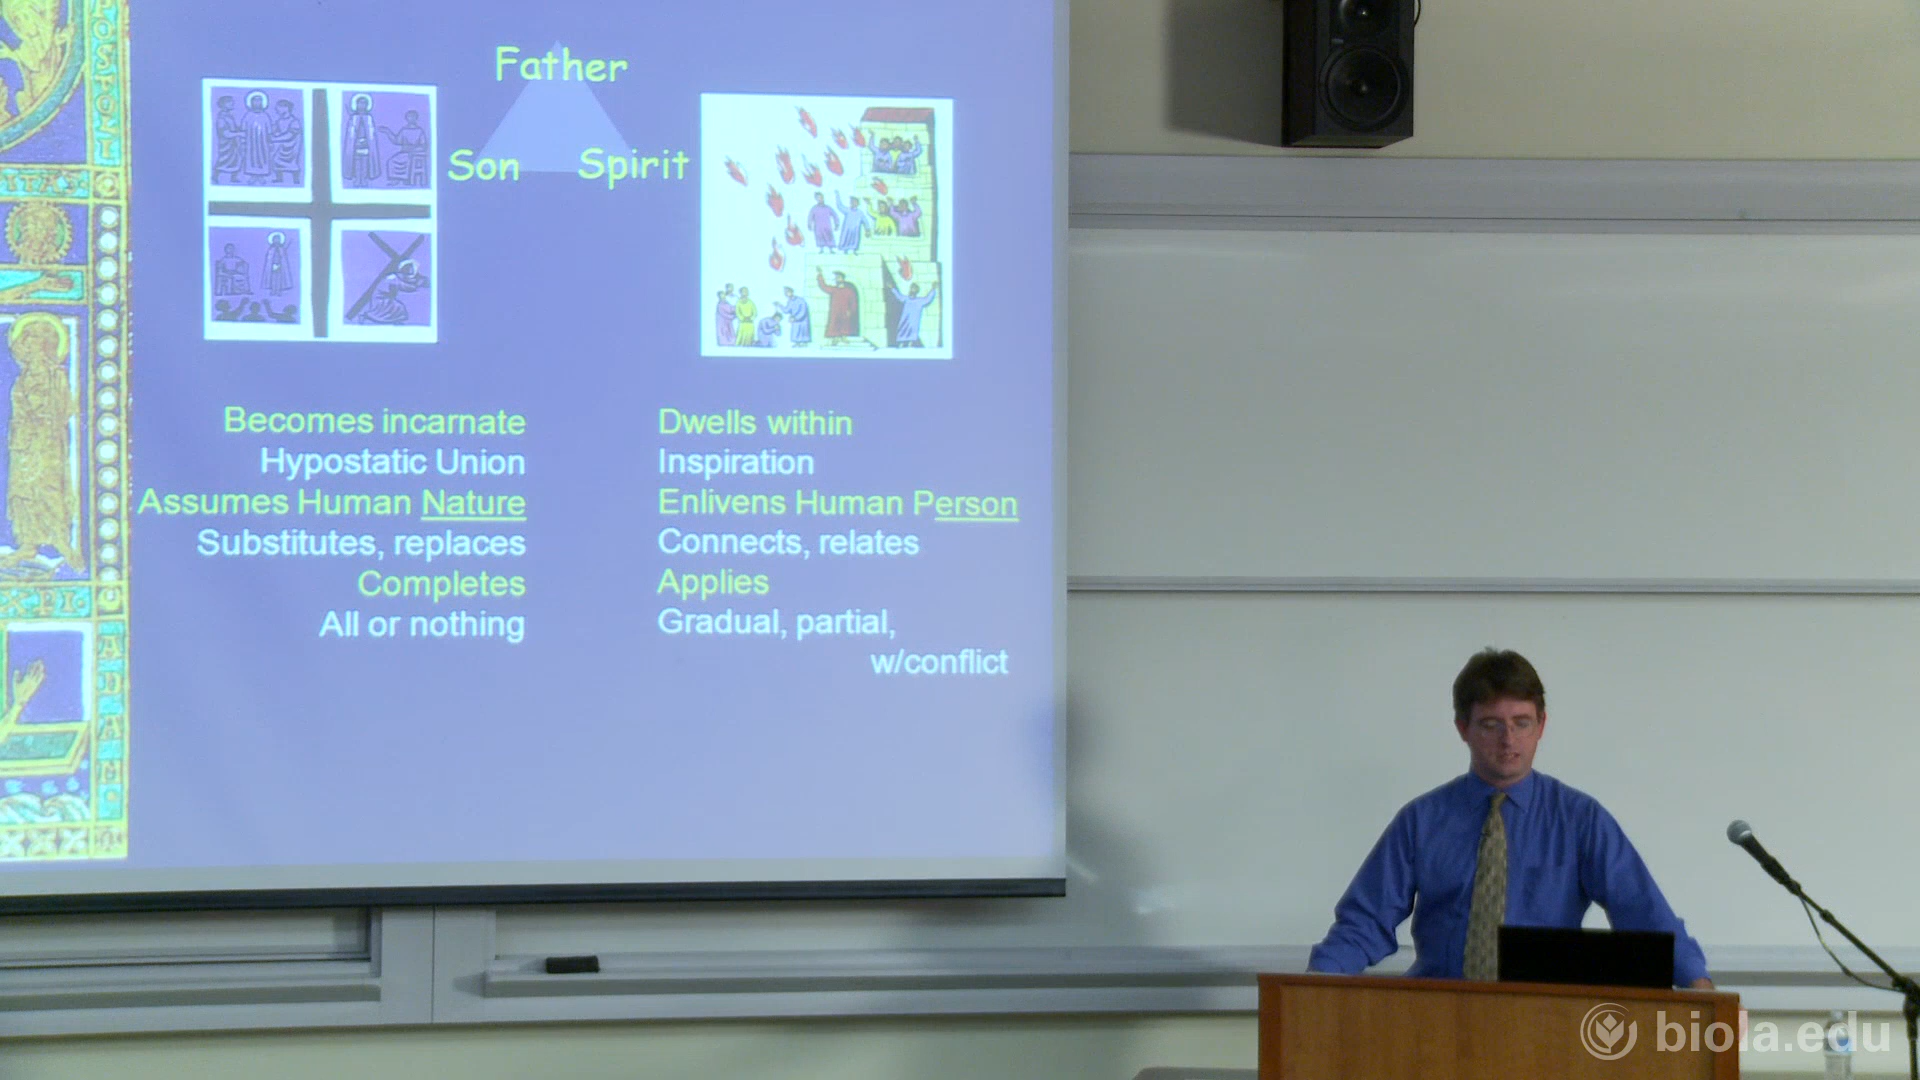 Father
Son
Spirit
Becomes incarnate
Hypostatic Union
Assumes Human Nature
Substitutes, replaces
Completes
All or nothing
Dwells within
Inspiration
Enlivens Human Person
Connects, relates
Applies
Gradual, partial,
w/conflict
biola.edu